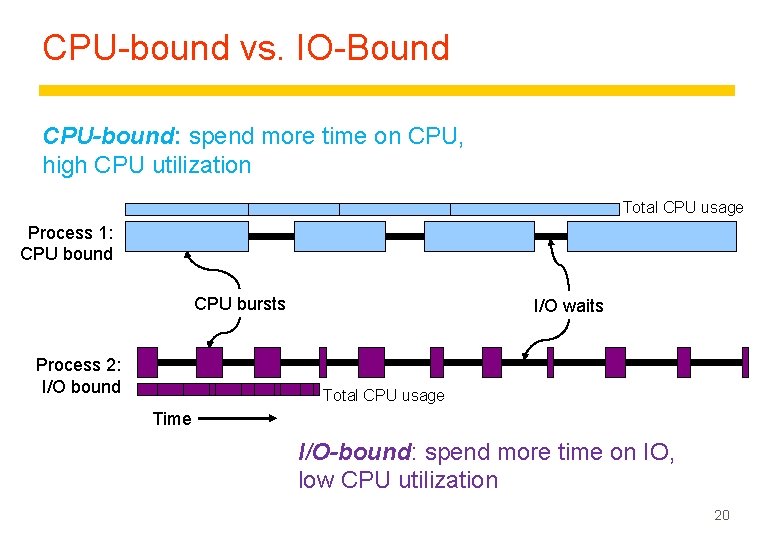 CPU-bound vs. IO-Bound
CPU-bound: spend more time on CPU,
high CPU utilization
Total CPU usage
Process 1:
CPU bound
CPU bursts
I/O waits
Process 2:
I/O bound
Total CPU usage
Time
I/O-bound: spend more time on IO,
low CPU utilization
20